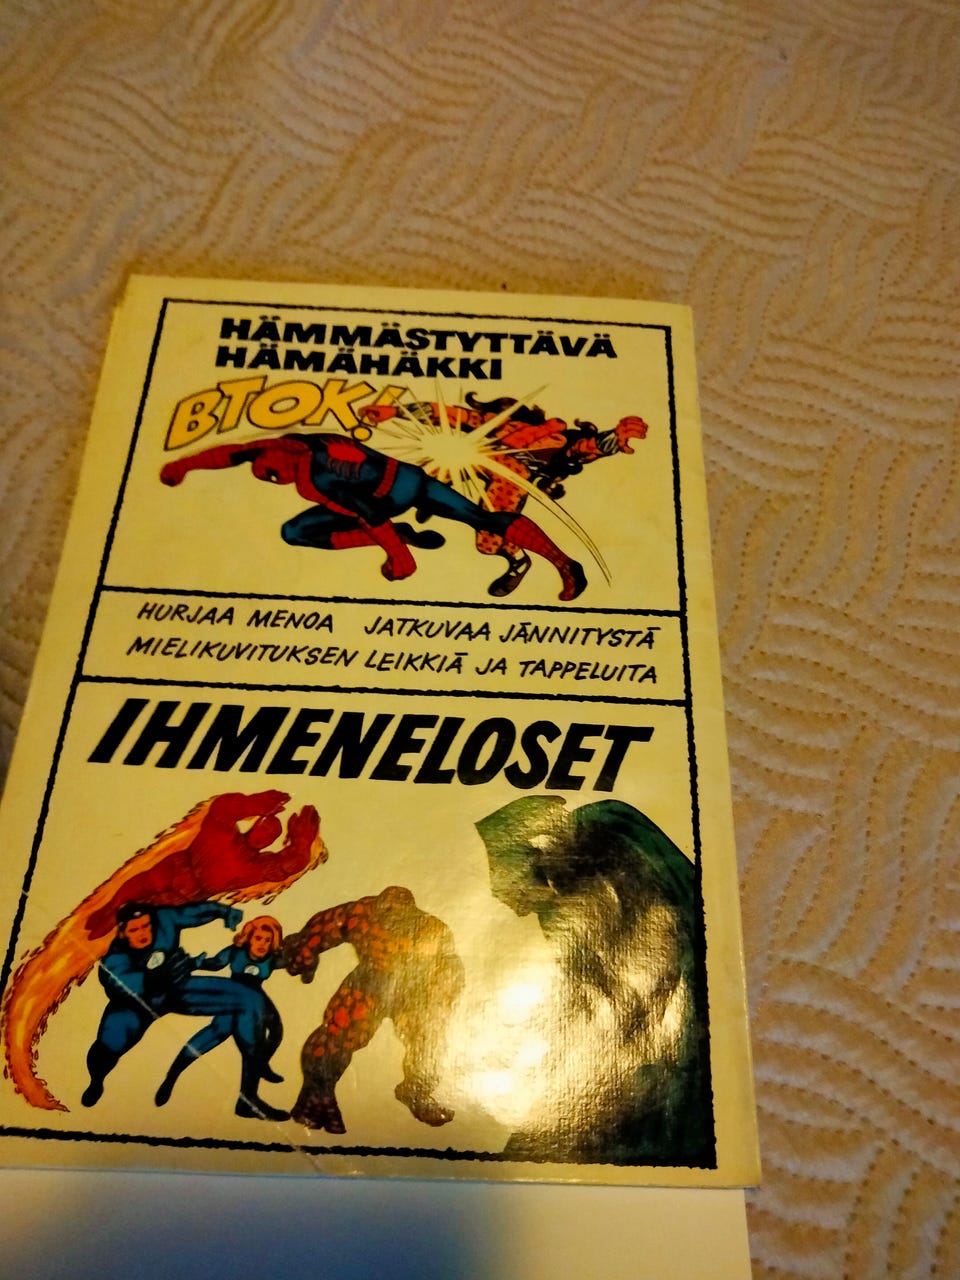 HÄMMÄSTYTTÄVÄ
HÄMÄHÄKKI
BTOK!
HURJAA MENOA JATKUVAA JÄNNITYSTÄ
MIELIKUVITUKSEN LEIKKIÄ JA TAPPELUITA
IHMENELOSET